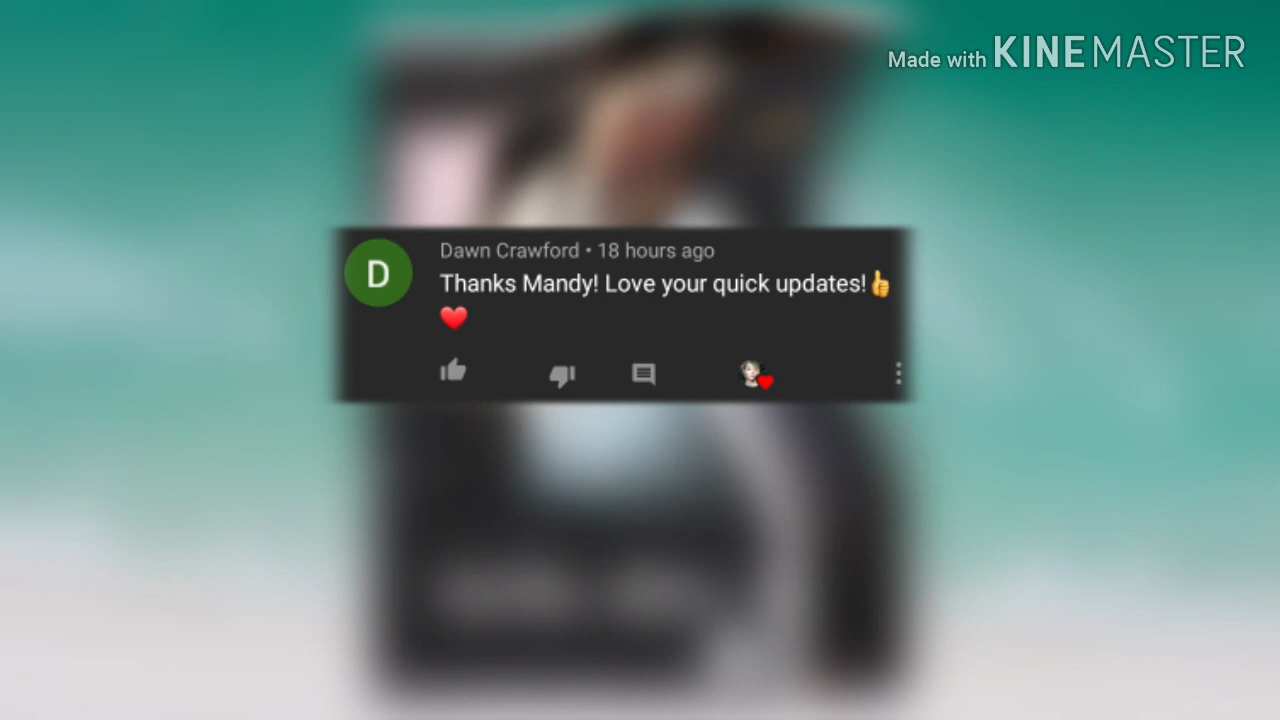 Made with KINEMASTER
D
Dawn Crawford • 18 hours ago
Thanks Mandy! Love your quick updates!👍
❤️